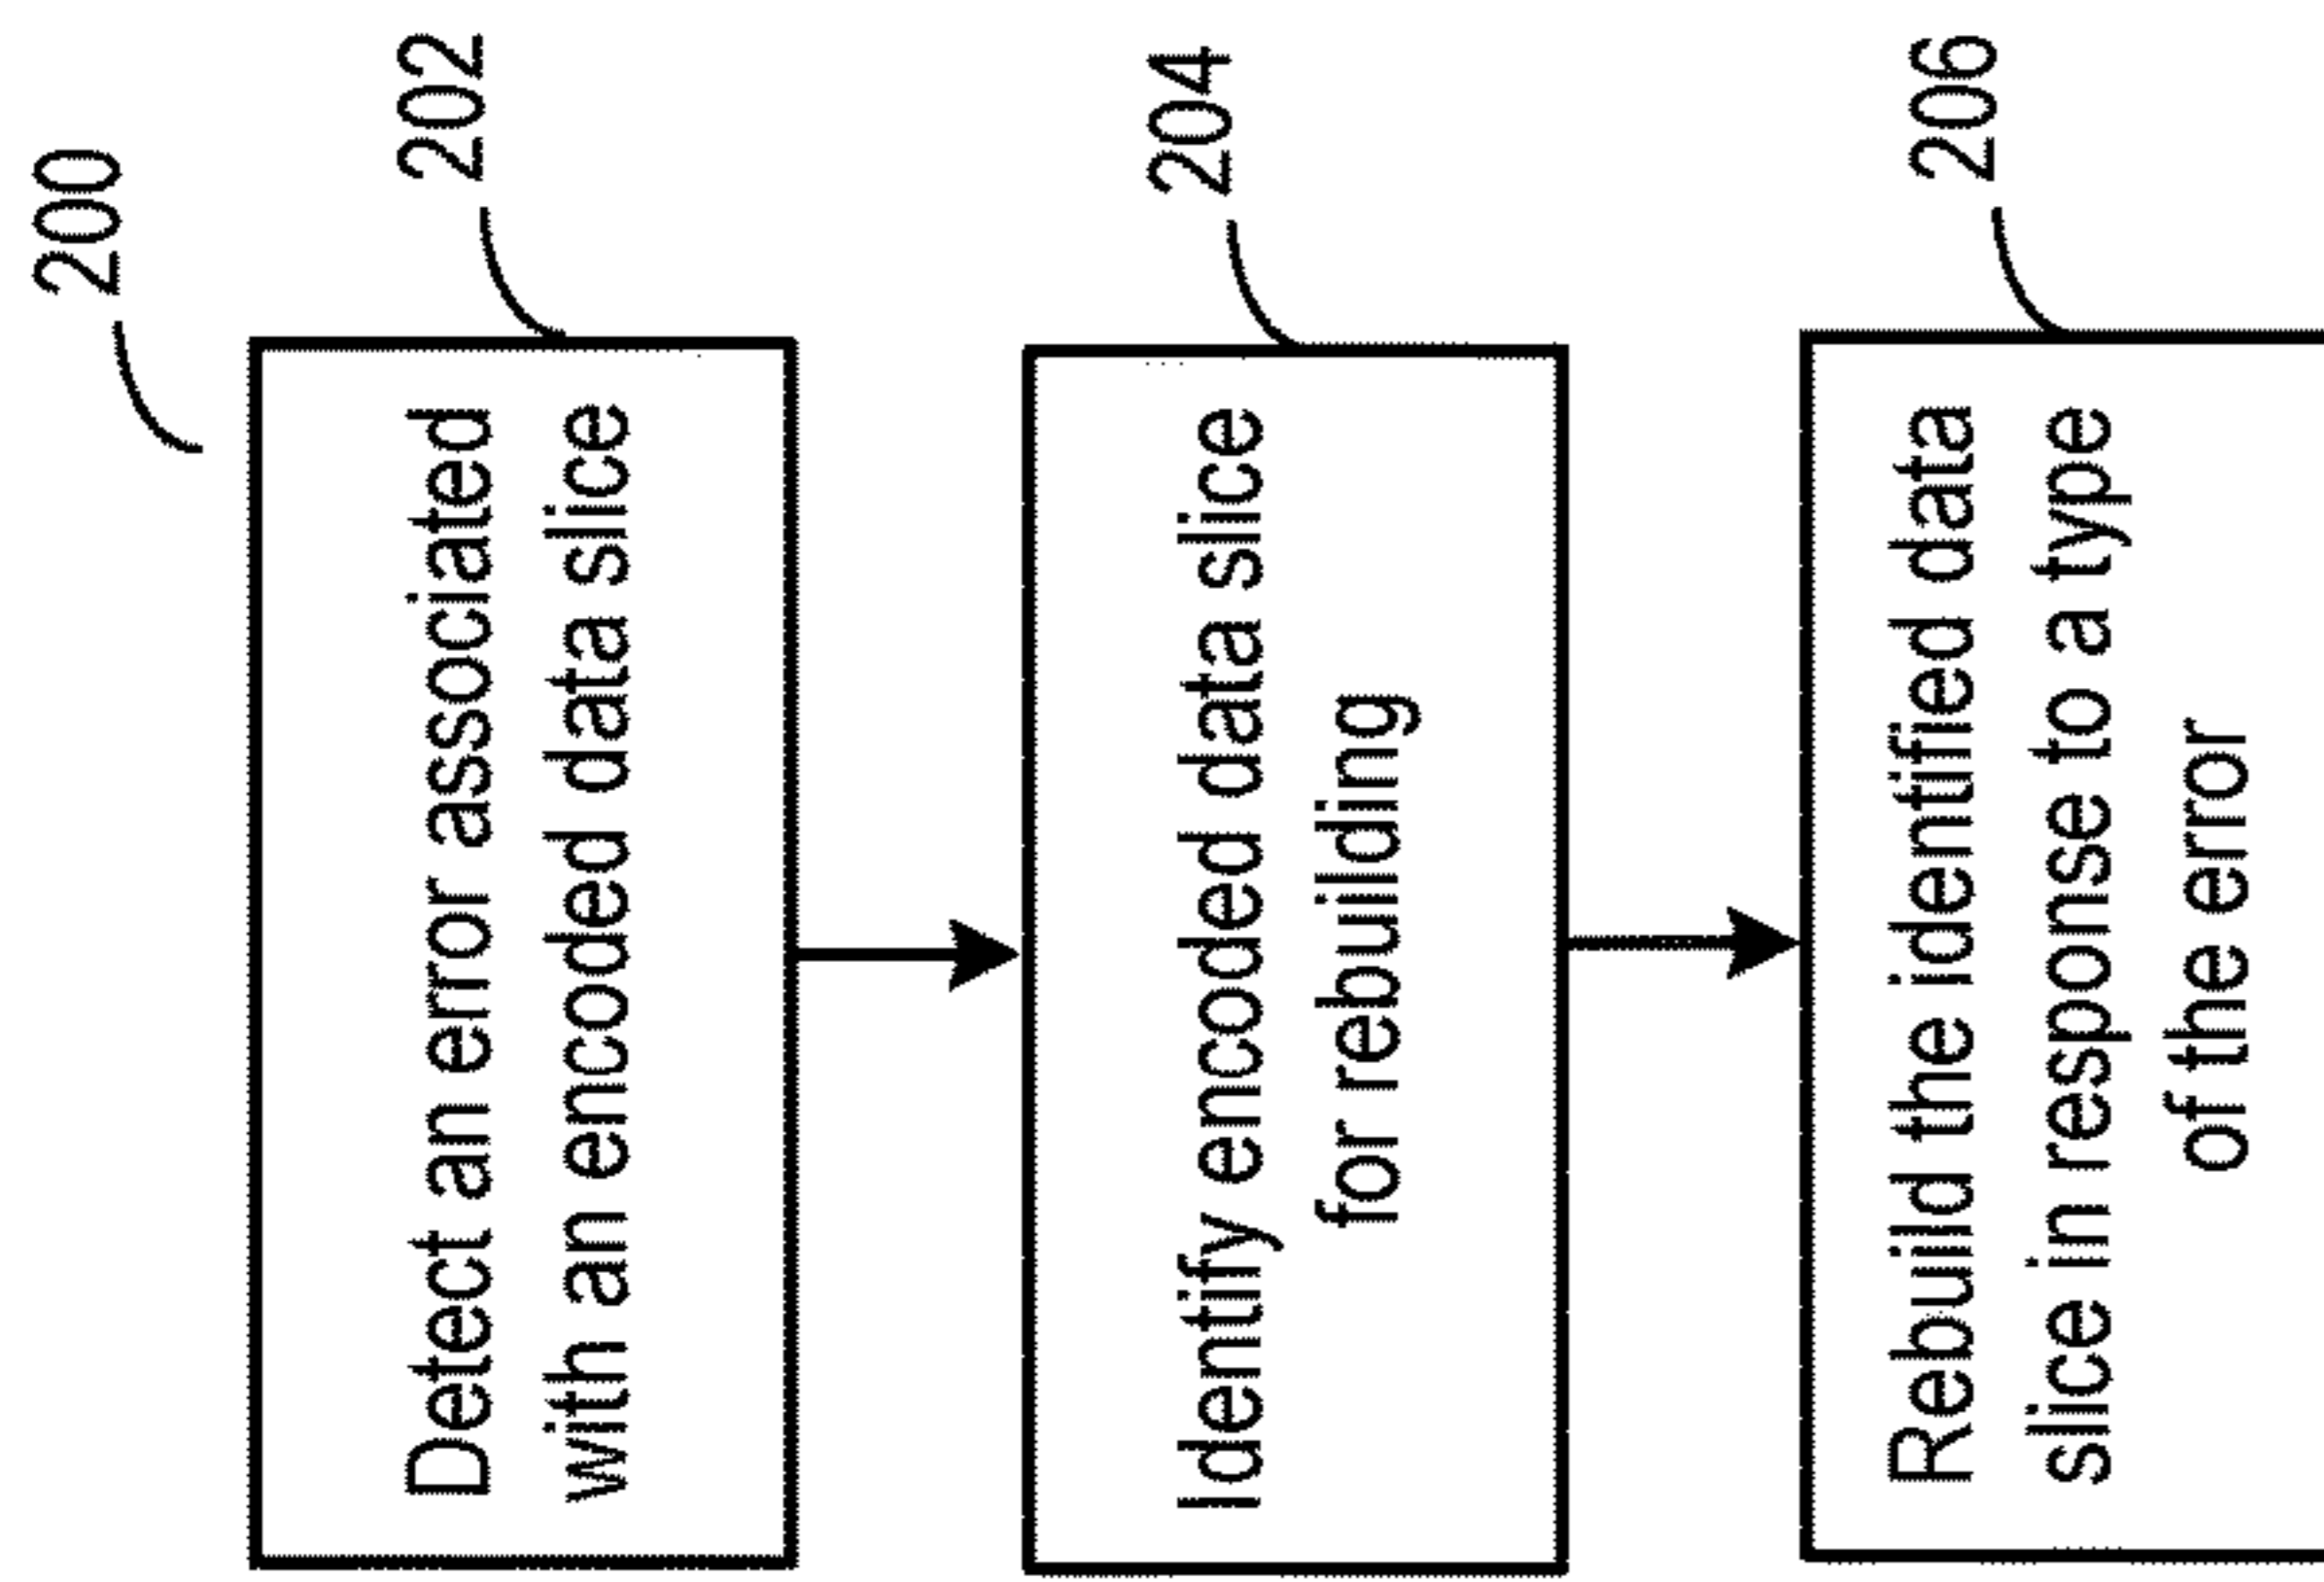 200
202
Detect an error associated
with an encoded data slice
204
Identify encoded data slice
for rebuilding
206
Rebuild the identified data
slice in response to a type
of the error